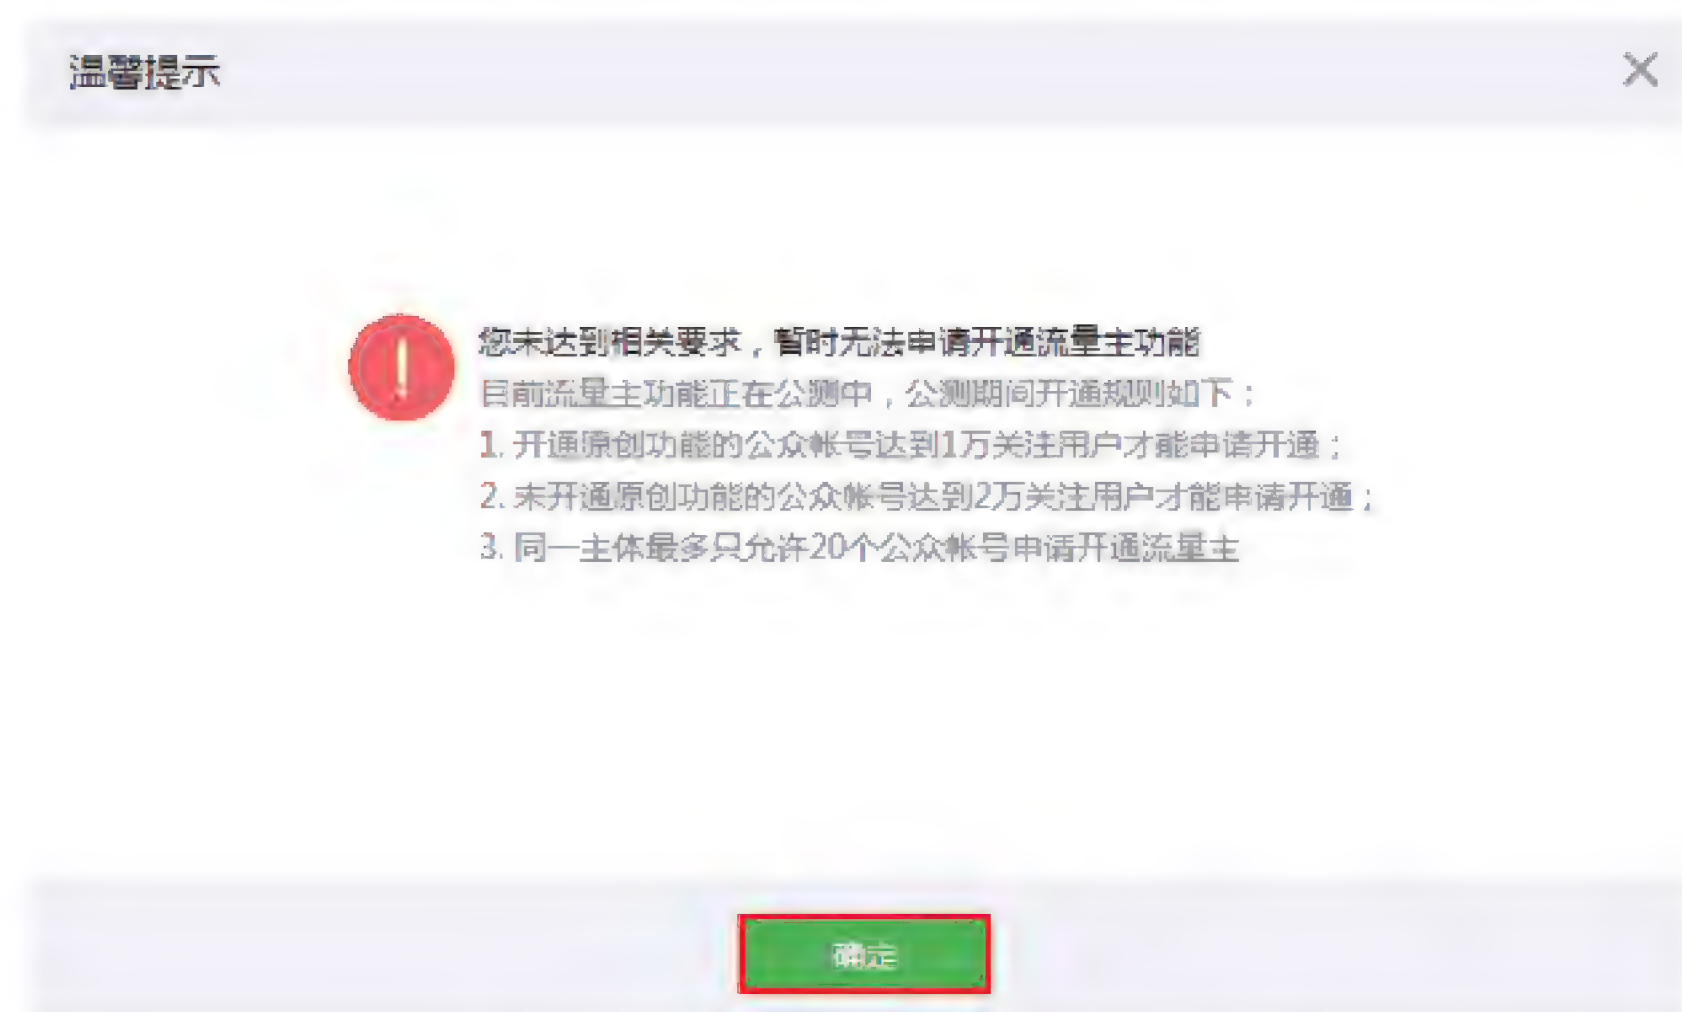 温馨提示
您未达到相关要求，暂时无法申请开通流量主功能
目前流量主功能正在公测中，公测期间开通规则如下：
1. 开通原创功能的公众帐号达到1万关注用户才能申请开通；
2. 未开通原创功能的公众帐号达到2万关注用户才能申请开通；
3. 同一主体最多只允许20个公众帐号申请开通流量主
确定